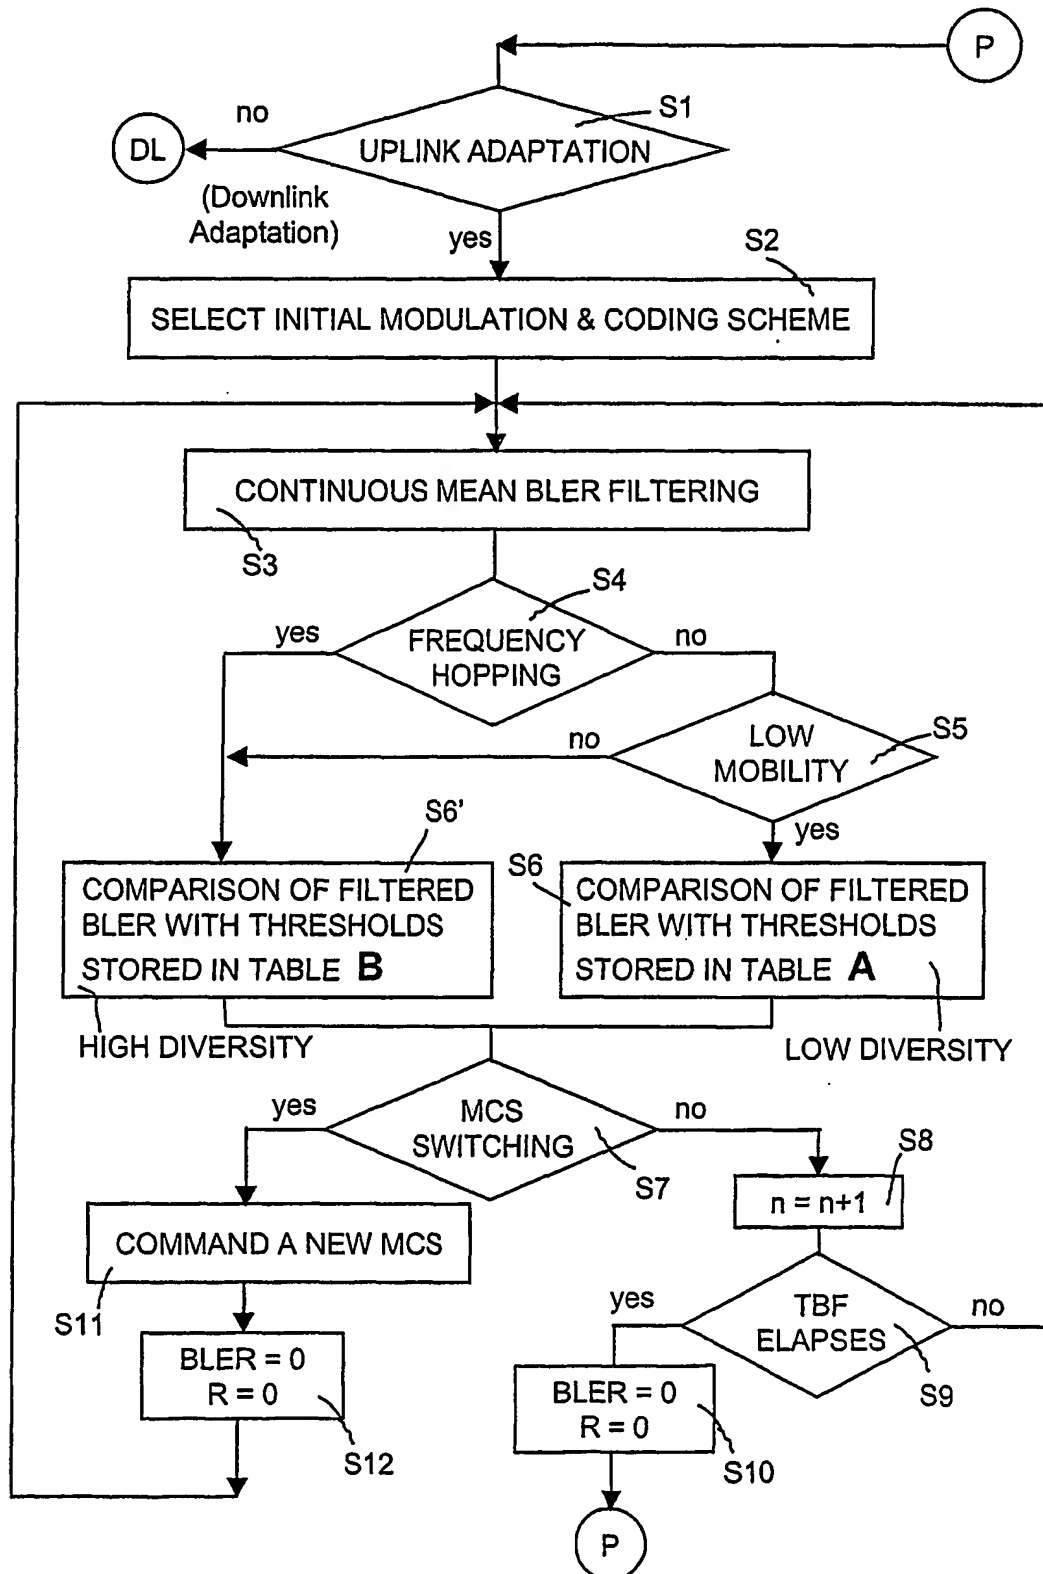 P
S1
no
DL
UPLINK ADAPTATION
(Downlink
Adaptation)
yes
S2
SELECT INITIAL MODULATION & CODING SCHEME
CONTINUOUS MEAN BLER FILTERING
S3
S4
yes
FREQUENCY
HOPPING
no
S5
no
LOW
MOBILITY
yes
S6'
S6
COMPARISON OF FILTERED
BLER WITH THRESHOLDS
STORED IN TABLE B
COMPARISON OF FILTERED
BLER WITH THRESHOLDS
STORED IN TABLE A
HIGH DIVERSITY
LOW DIVERSITY
yes
MCS
SWITCHING
no
S7
S8
n = n+1
COMMAND A NEW MCS
S11
yes
TBF
ELAPSES
no
S9
BLER = 0
R = 0
S12
BLER = 0
R = 0
S10
P